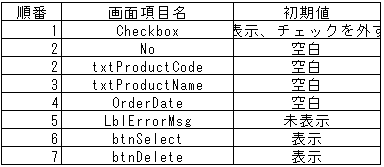 順番 画面項目名 初期値
1 Checkbox 表示、チェックを外す
2 No 空白
2 txtProductCode 空白
3 txtProductName 空白
4 OrderDate 空白
5 LblErrorMsg 未表示
6 btnSelect 表示
7 btnDelete 表示